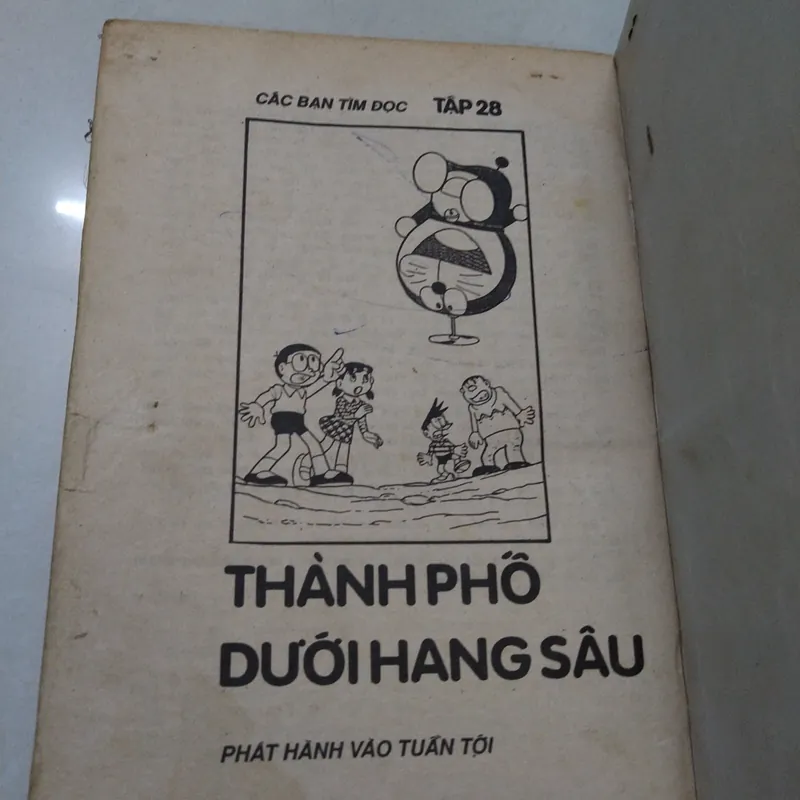 CÁC BẠN TÌM ĐỌC TẬP 28
THÀNH PHỐ
DƯỚI HANG SÂU
PHÁT HÀNH VÀO TUẦN TỚI